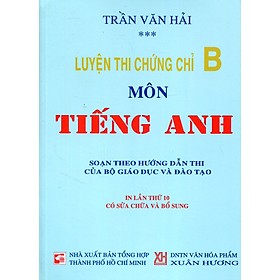 TRẦN VĂN HẢI
***
LUYỆN THI CHỨNG CHỈ B
MÔN
TIẾNG ANH
SOẠN THEO HƯỚNG DẪN THI
CỦA BỘ GIÁO DỤC VÀ ĐÀO TẠO
IN LẦN THỨ 10
CÓ SỬA CHỮA VÀ BỔ SUNG
NHÀ XUẤT BẢN TỔNG HỢP
THÀNH PHỐ HỒ CHÍ MINH
XH
DNTN VĂN HÓA PHẨM
XUÂN HƯƠNG